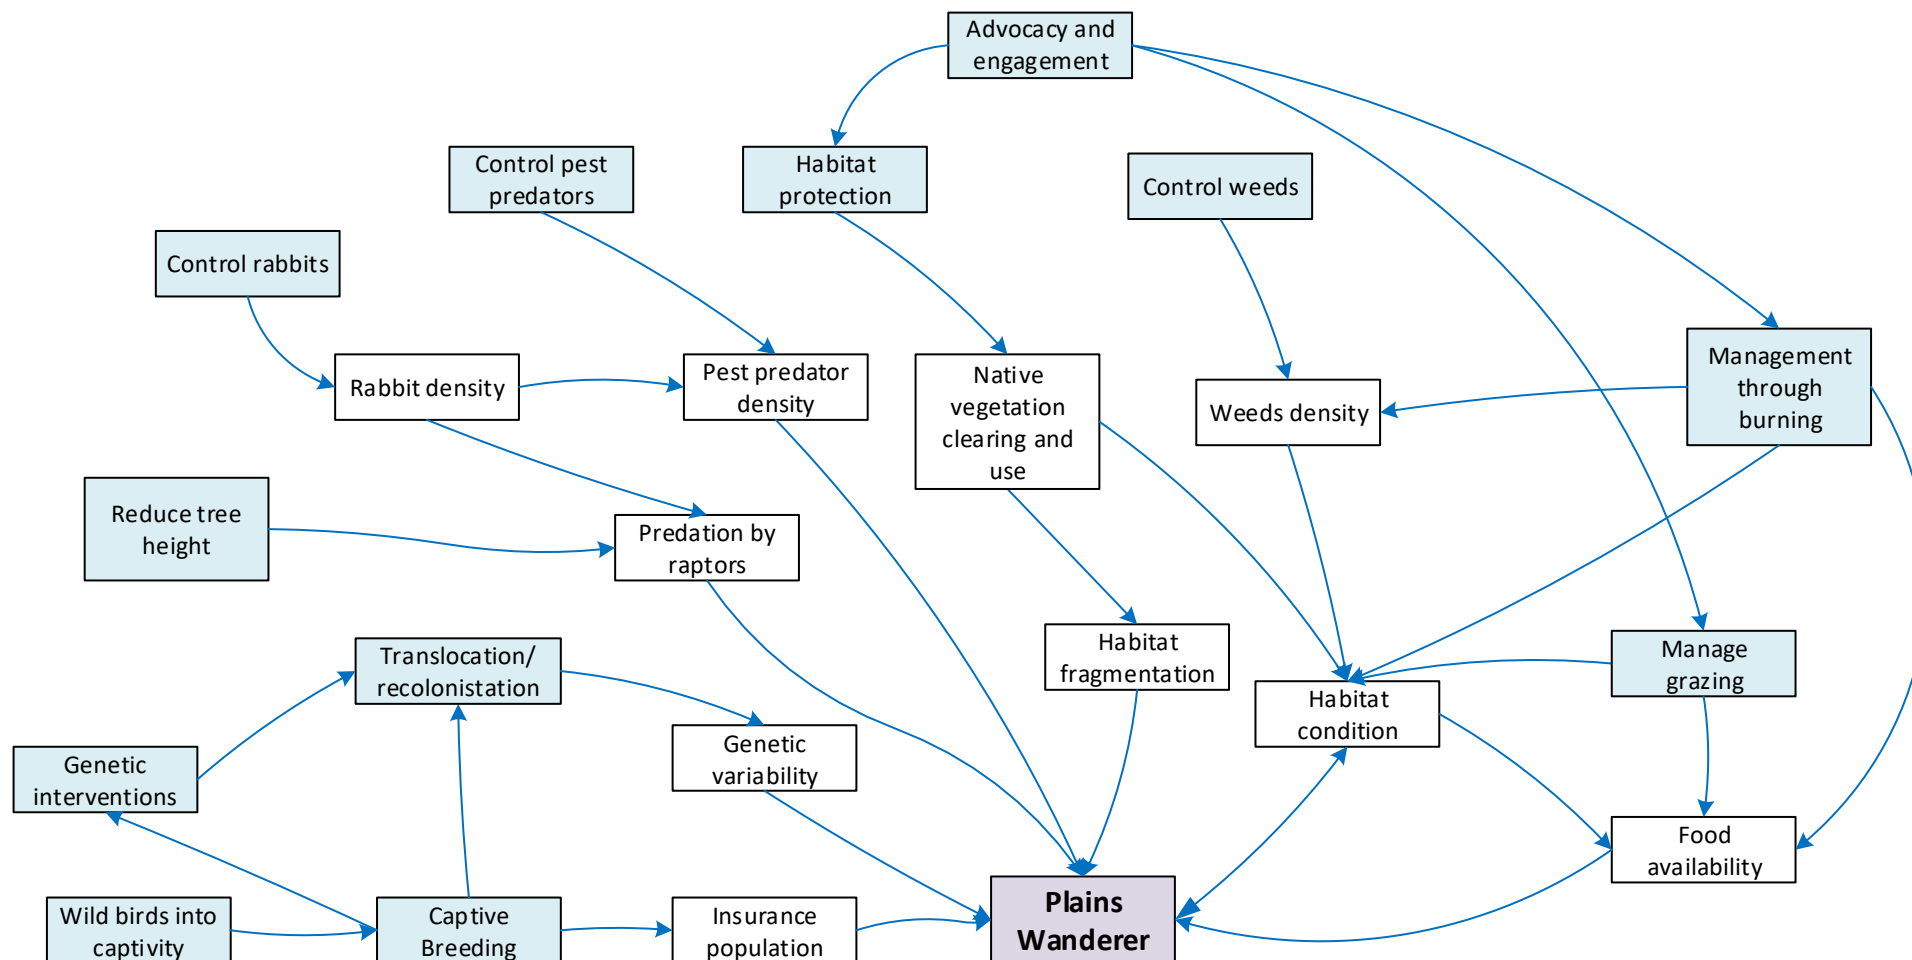 Advocacy and
engagement
Control pest
predators
Habitat
protection
Control weeds
Control rabbits
Rabbit density
Pest predator
density
Native
vegetation
clearing and
use
Weeds density
Management
through
burning
Reduce tree
height
Predation by
raptors
Habitat
fragmentation
Manage
grazing
Translocation/
recolonistation
Habitat
condition
Genetic
variability
Genetic
interventions
Food
availability
Wild birds into
captivity
Captive
Breeding
Insurance
population
Plains
Wanderer